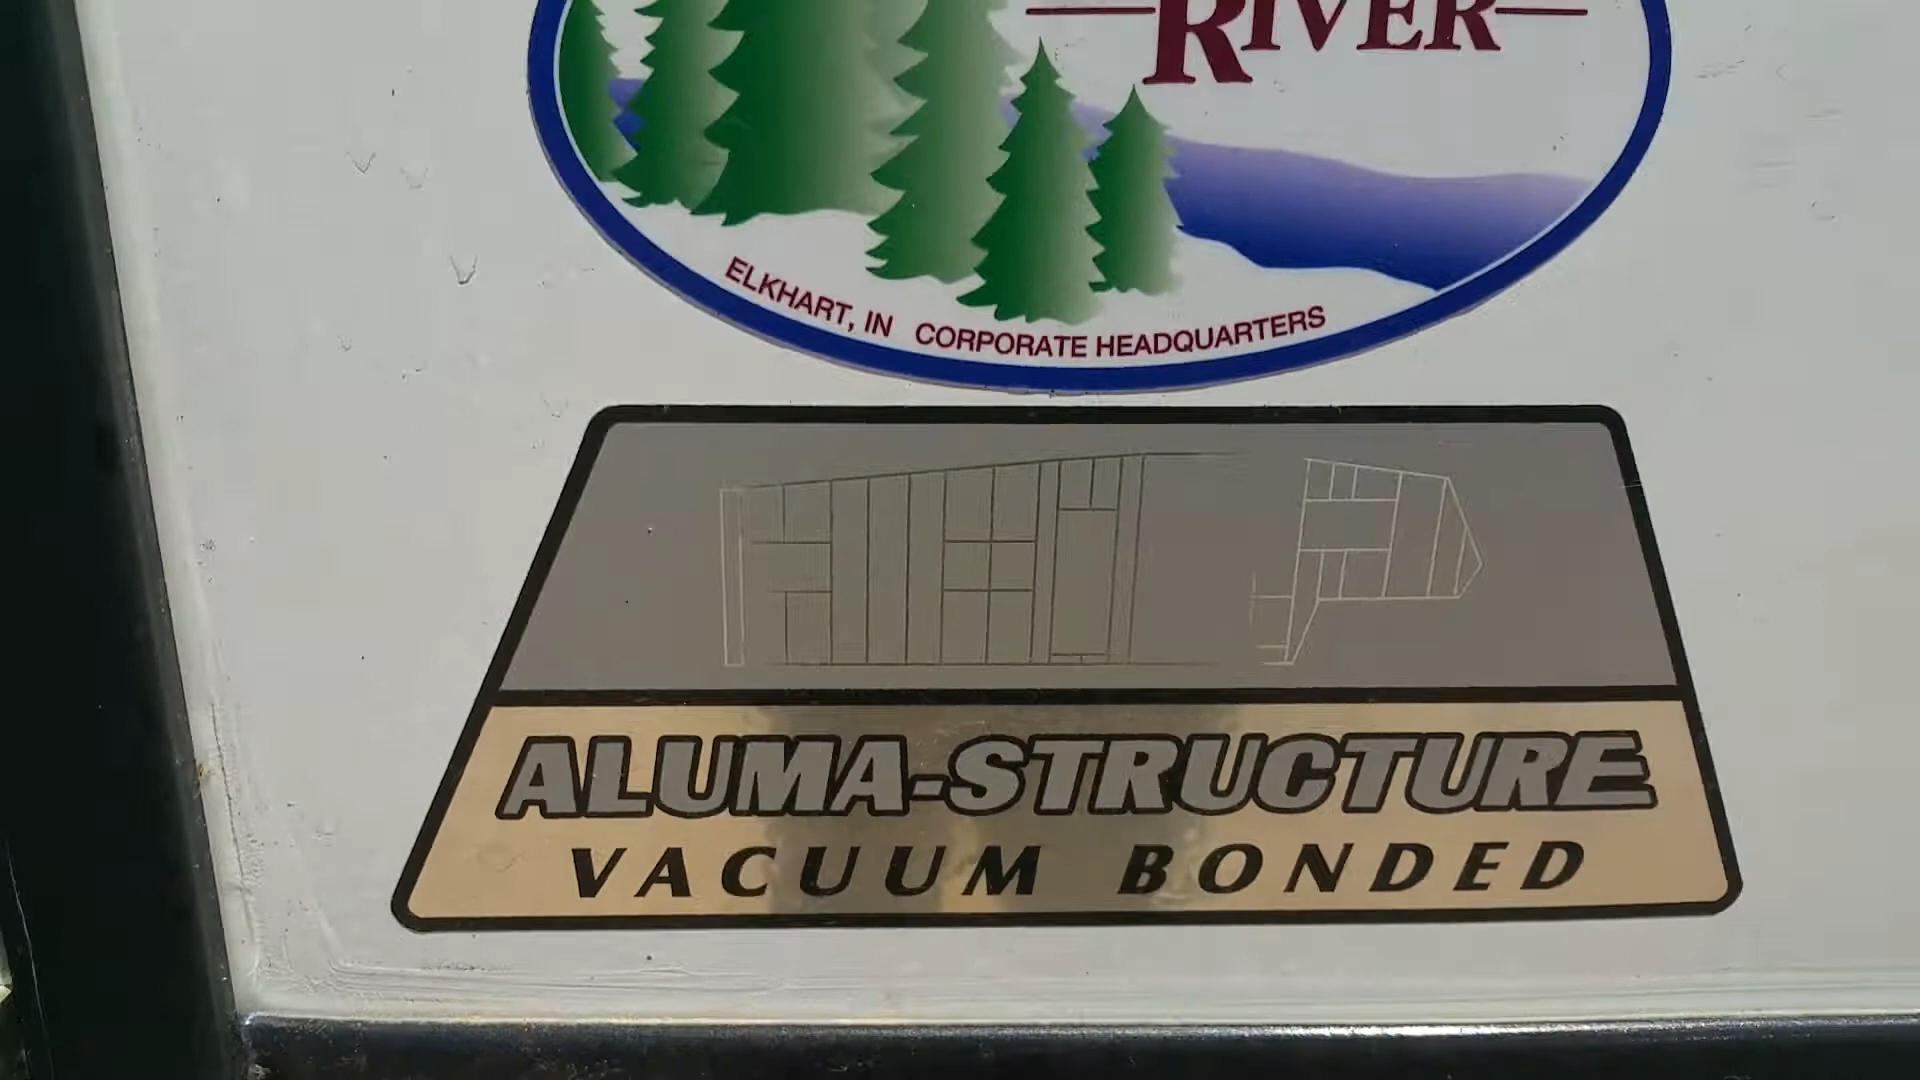 RIVER
ELKHART, IN CORPORATE HEADQUARTERS
ALUMA-STRUCTURE
VACUUM BONDED